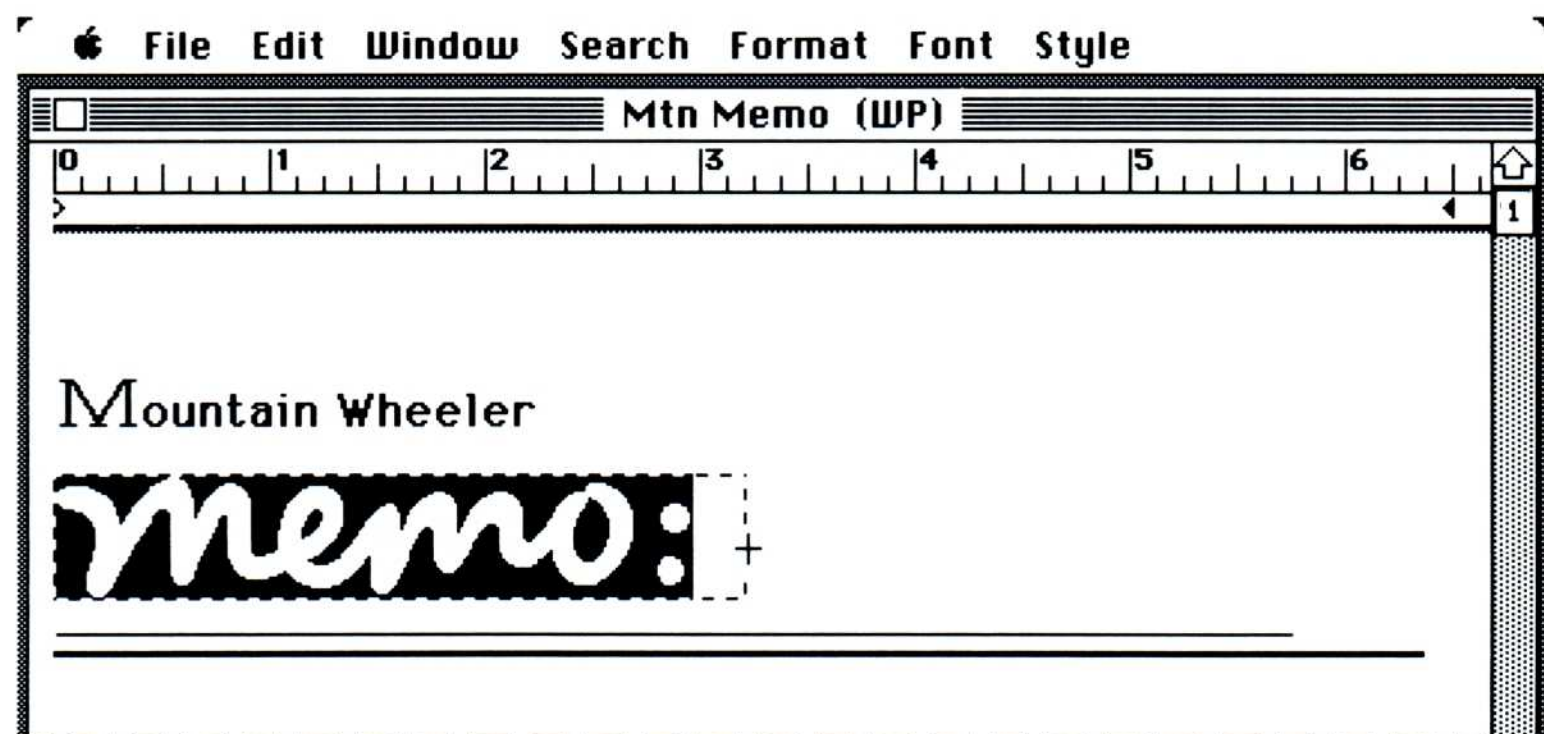 File Edit Window Search Format Font Style
Mtn Memo (WP)
0 1 2 3 4 5 6
1
Mountain Wheeler
memo: